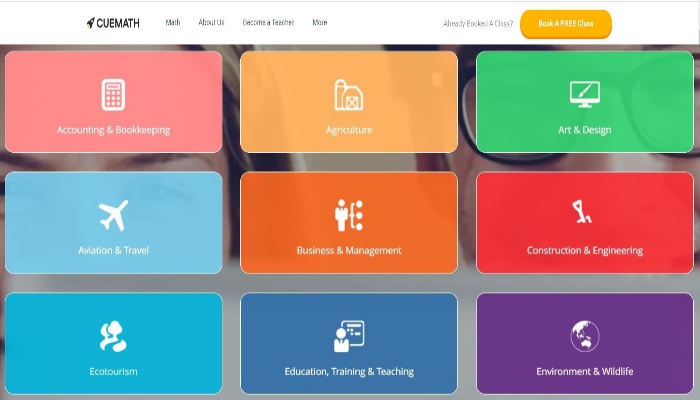 CUEMATH
Math
About Us
Become a Teacher
More
Already Booked A Class?
Book A FREE Class
Accounting & Bookkeeping
Agriculture
Art & Design
Aviation & Travel
Business & Management
Construction & Engineering
Ecotourism
Education, Training & Teaching
Environment & Wildlife